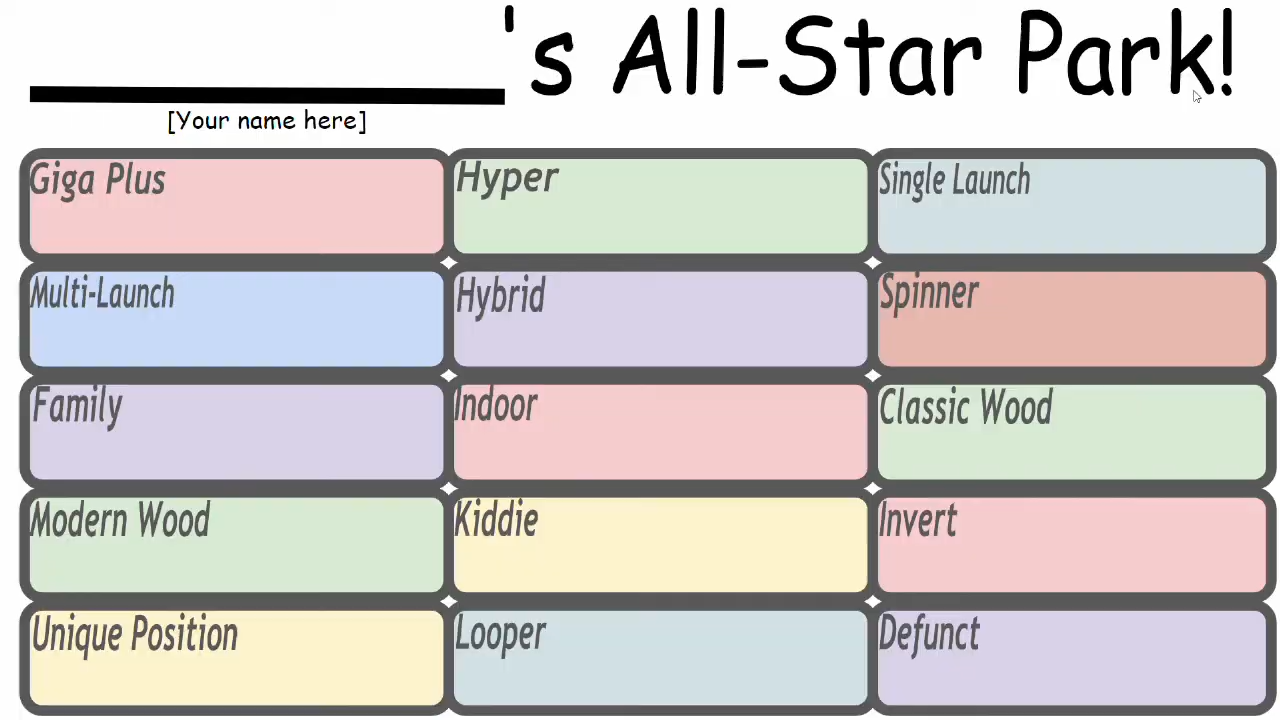 's All-Star Park!
[Your name here]
Giga Plus
Hyper
Single Launch
Multi-Launch
Hybrid
Spinner
Family
Indoor
Classic Wood
Modern Wood
Kiddie
Invert
Unique Position
Looper
Defunct